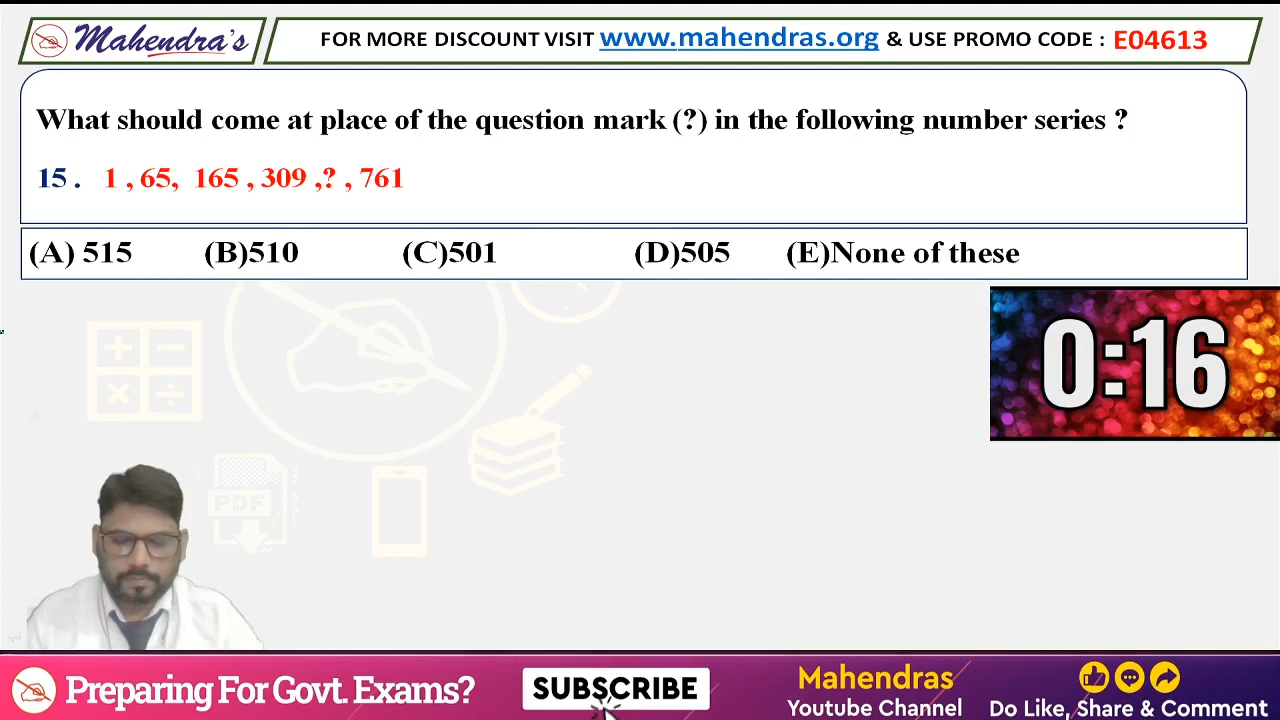 Mahendra's
FOR MORE DISCOUNT VISIT www.mahendras.org & USE PROMO CODE : E04613
What should come at place of the question mark (?) in the following number series ?
15 . 1 , 65, 165 , 309 ,? , 761
(A) 515 (B)510 (C)501 (D)505 (E)None of these
0:16
PDF
Preparing For Govt. Exams?
SUBSCRIBE
Mahendras
Youtube Channel
Do Like, Share & Comment